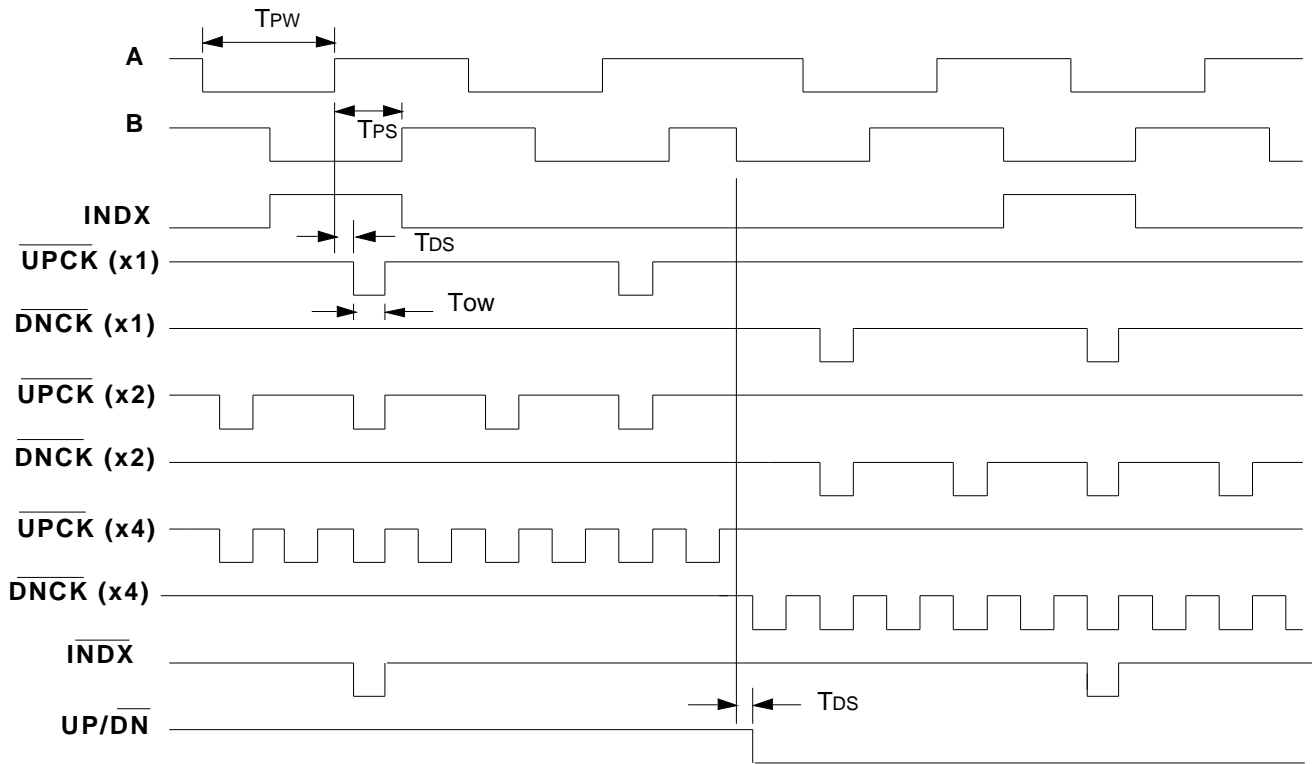 TPW
A
B
TPS
INDX
TDS
UPCK (x1)
TOW
DNCK (x1)
UPCK (x2)
DNCK (x2)
UPCK (x4)
DNCK (x4)
INDX
TDS
UP/DN